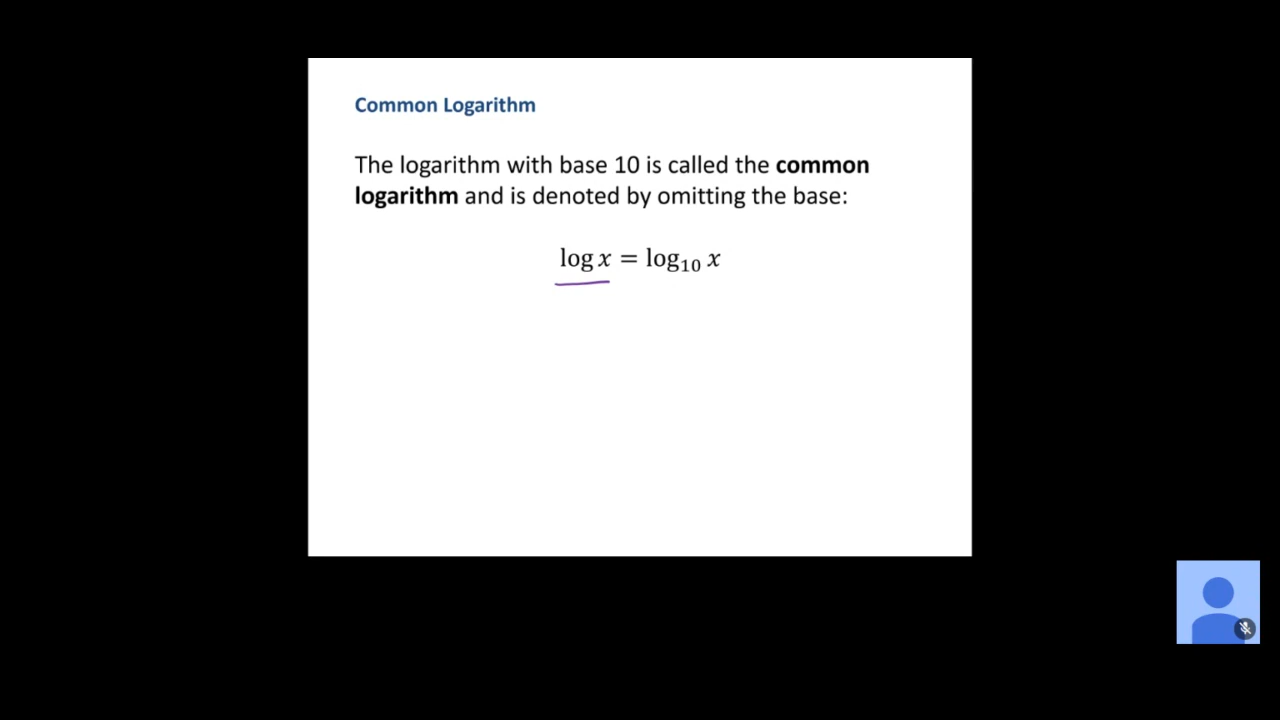 Common Logarithm
The logarithm with base 10 is called the common
logarithm and is denoted by omitting the base:
log x = log₁₀ x